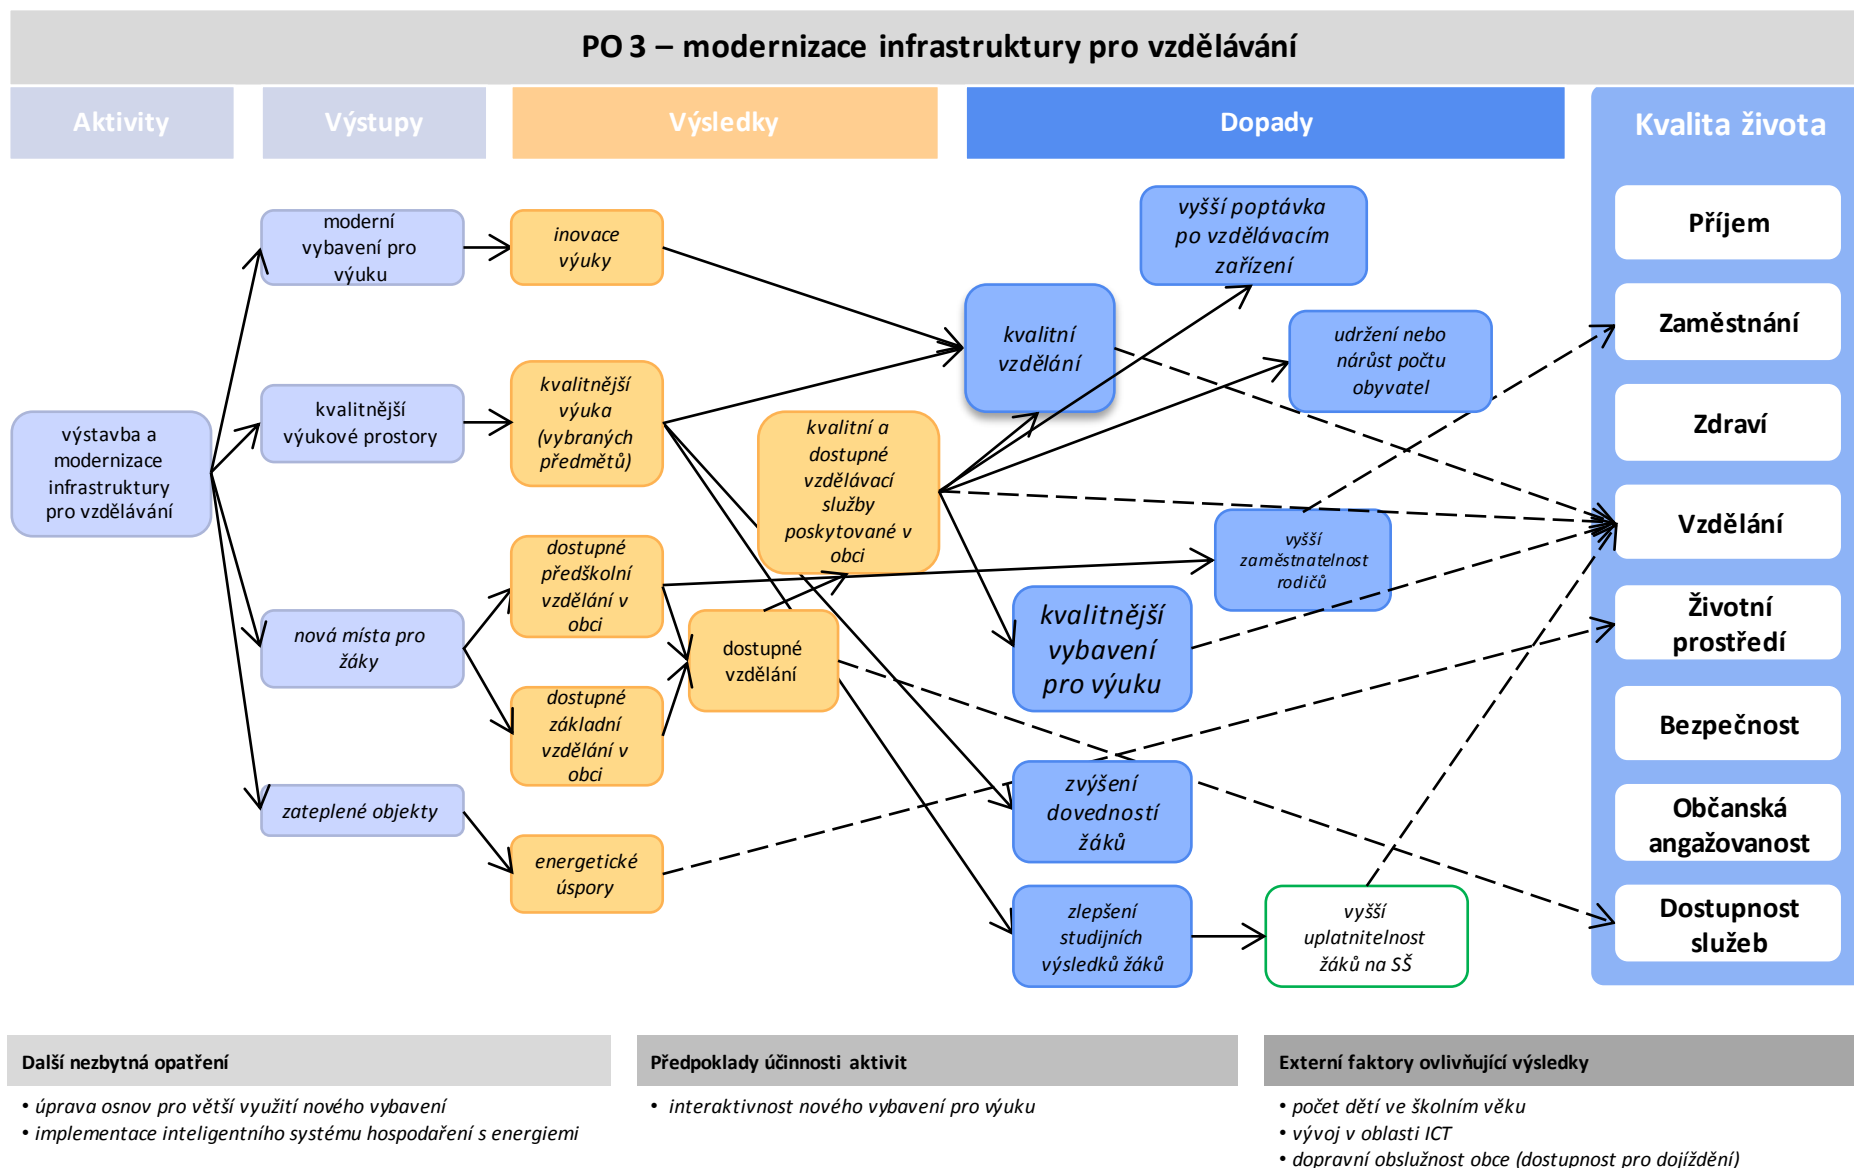 PO 3 – modernizace infrastruktury pro vzdělávání
Aktivity
Výstupy
Výsledky
Dopady
Kvalita života
výstavba a
modernizace
infrastruktury
pro vzdělávání
moderní
vybavení pro
výuku
kvalitnější
výukové prostory
nová místa pro
žáky
zateplené objekty
inovace
výuky
kvalitnější
výuka
(vybraných
předmětů)
dostupné
předškolní
vzdělání v
obci
dostupné
základní
vzdělání v
obci
energetické
úspory
dostupné
vzdělání
kvalitní a
dostupné
vzdělávací
služby
poskytované v
obci
kvalitní
vzdělání
vyšší poptávka
po vzdělávacím
zařízení
udržení nebo
nárůst počtu
obyvatel
vyšší
zaměstnatelnost
rodičů
kvalitnější
vybavení
pro výuku
zvýšení
dovedností
žáků
zlepšení
studijních
výsledků žáků
vyšší
uplatnitelnost
žáků na SŠ
Příjem
Zaměstnání
Zdraví
Vzdělání
Životní
prostředí
Bezpečnost
Občanská
angažovanost
Dostupnost
služeb
Další nezbytná opatření
• úprava osnov pro větší využití nového vybavení
• implementace inteligentního systému hospodaření s energiemi
Předpoklady účinnosti aktivit
• interaktivnost nového vybavení pro výuku
Externí faktory ovlivňující výsledky
• počet dětí ve školním věku
• vývoj v oblasti ICT
• dopravní obslužnost obce (dostupnost pro dojíždění)